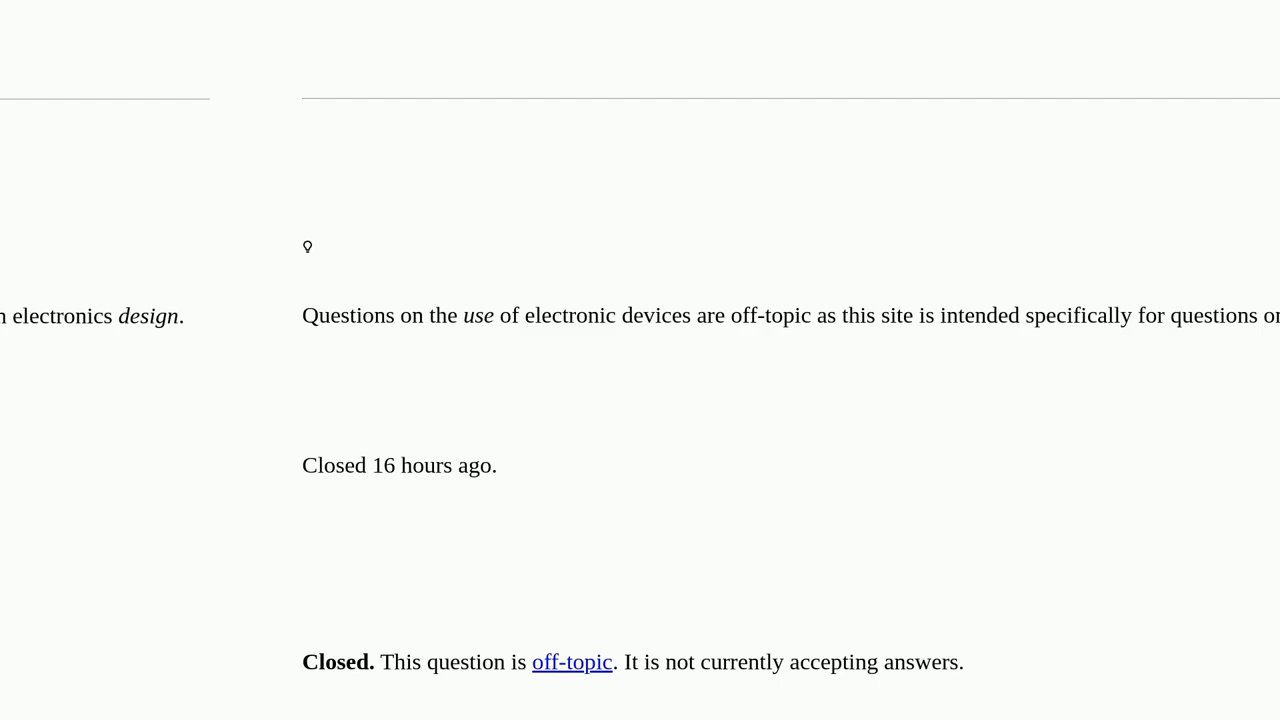 electronics design.
Questions on the use of electronic devices are off-topic as this site is intended specifically for questions
Closed 16 hours ago.
Closed. This question is off-topic. It is not currently accepting answers.